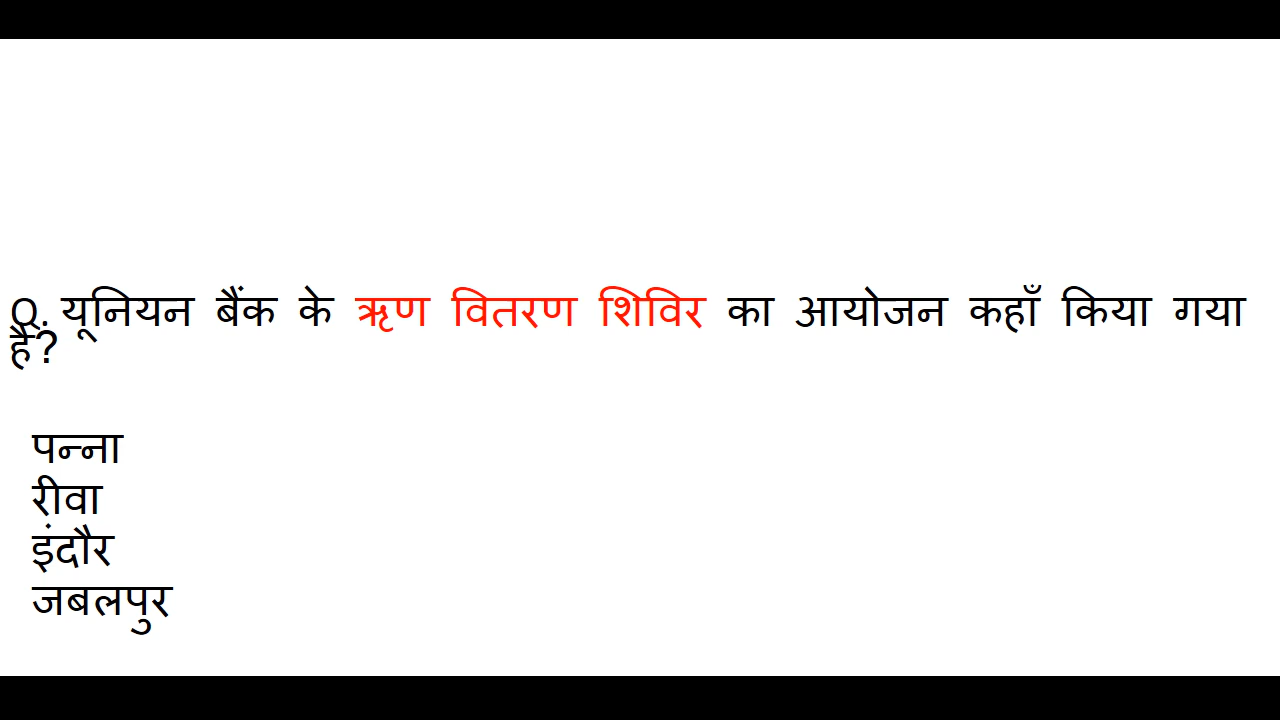 Q. यूनियन बैंक के ऋण वितरण शिविर का आयोजन कहाँ किया गया
है?
पन्ना
रीवा
इंदौर
जबलपुर